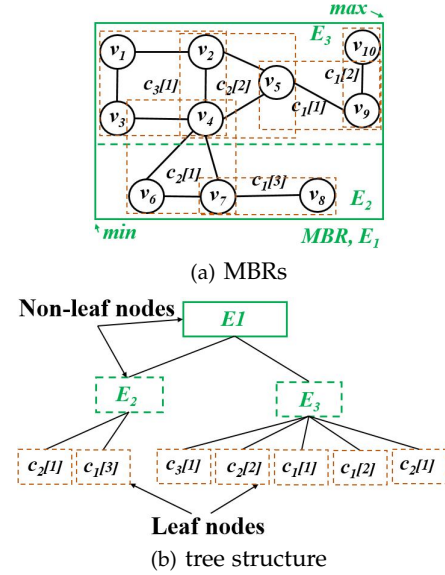 max
E3
v1
v2
v10
c3[1]
c2[2]
v5
c1[2]
c1[1]
v3
v4
v9
c2[1]
c1[3]
v6
v7
v8
E2
min
MBR, E1
(a) MBRs
Non-leaf nodes
E1
E2
E3
c2[1] c1[3] c3[1] c2[2] c1[1] c1[2] c2[1]
Leaf nodes
(b) tree structure